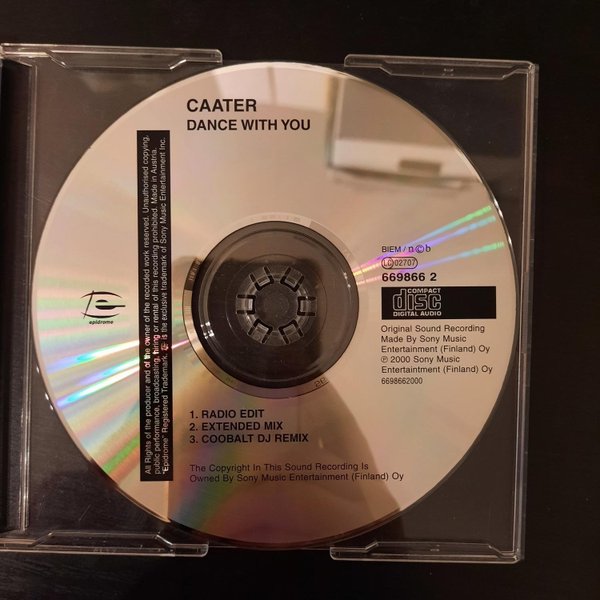 CAATER
DANCE WITH YOU
All Rights of the producer and of the owner of the recorded work reserved. Unauthorised copying,
public performance, broadcasting, hiring or rental of this recording prohibited. Made in Austria.
"Epidrome" Registered Trademark. is the exclusive trademark of Sony Music Entertainment Inc.
epidrome
BIEM / n©b
LC 02707
669866 2
COMPACT
disc
DIGITAL AUDIO
Original Sound Recording
Made By Sony Music
Entertainment (Finland) Oy
℗ 2000 Sony Music
Entertaintment (Finland) Oy
6698662000
1. RADIO EDIT
2. EXTENDED MIX
3. COOBALT DJ REMIX
The Copyright In This Sound Recording Is
Owned By Sony Music Entertainment (Finland) Oy